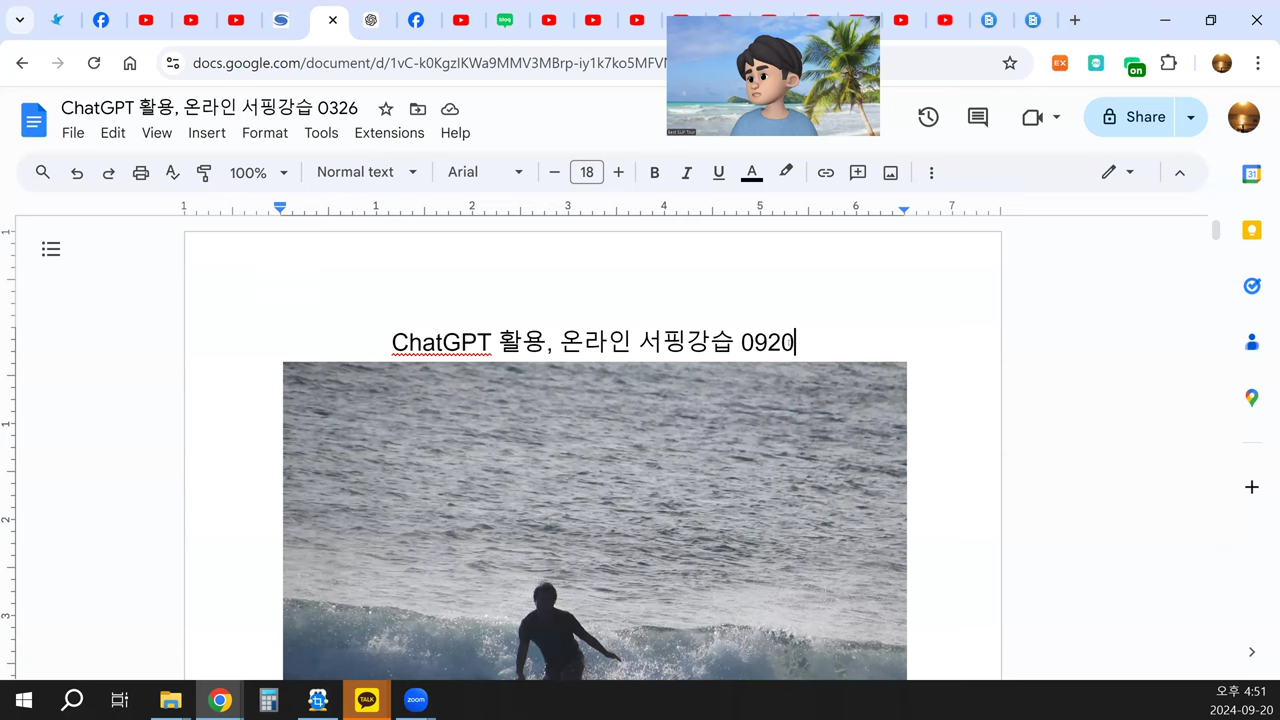 docs.google.com/document/d/1vC-k0KgzIKWa9MMV3MBrp-iy1k7ko5MFV
ChatGPT 활용, 온라인 서핑강습 0326
File Edit View Insert Format Tools Extensions Help
Share
100% Normal text Arial 18
ChatGPT 활용, 온라인 서핑강습 0920
오후 4:51
2024-09-20